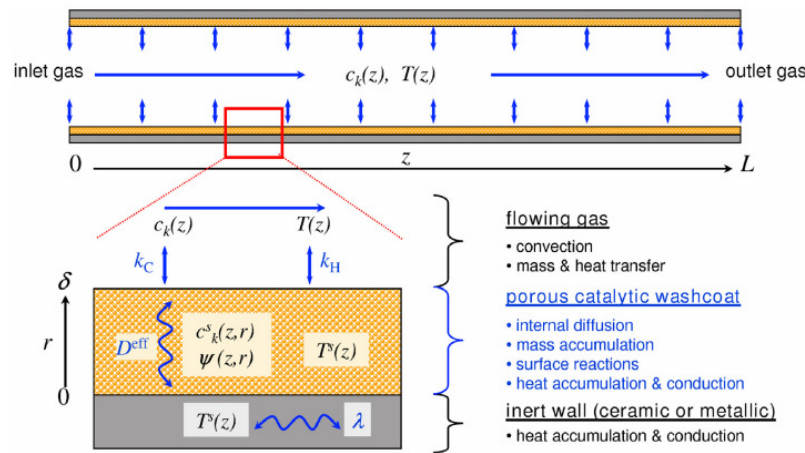 inlet gas
c_k(z), T(z)
outlet gas
0
z
L
c_k(z)
T(z)
k_C
k_H
δ
r
0
D^eff
c^s_k(z,r)
ψ(z,r)
T^s(z)
T^s(z)
λ
flowing gas
• convection
• mass & heat transfer
porous catalytic washcoat
• internal diffusion
• mass accumulation
• surface reactions
• heat accumulation & conduction
inert wall (ceramic or metallic)
• heat accumulation & conduction